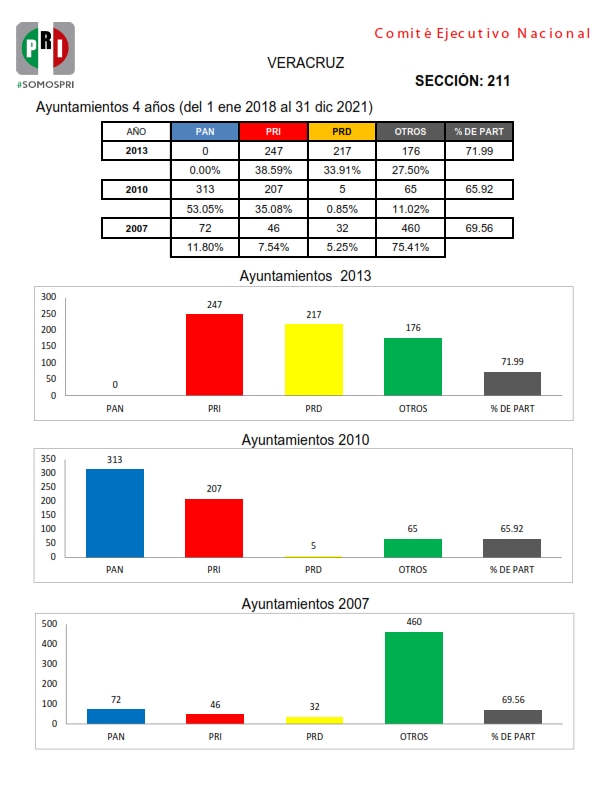 PRI
#SOMOSPRI
Comité Ejecutivo Nacional
VERACRUZ
SECCIÓN: 211
Ayuntamientos 4 años (del 1 ene 2018 al 31 dic 2021)
AÑO PAN PRI PRD OTROS % DE PART
2013 0 247 217 176 71.99
0.00% 38.59% 33.91% 27.50%
2010 313 207 5 65 65.92
53.05% 35.08% 0.85% 11.02%
2007 72 46 32 460 69.56
11.80% 7.54% 5.25% 75.41%
Ayuntamientos 2013
300
250
200
150
100
50
0
0 247 217 176 71.99
PAN PRI PRD OTROS % DE PART
Ayuntamientos 2010
350
300
250
200
150
100
50
0
313 207 5 65 65.92
PAN PRI PRD OTROS % DE PART
Ayuntamientos 2007
500
400
300
200
100
0
72 46 32 460 69.56
PAN PRI PRD OTROS % DE PART